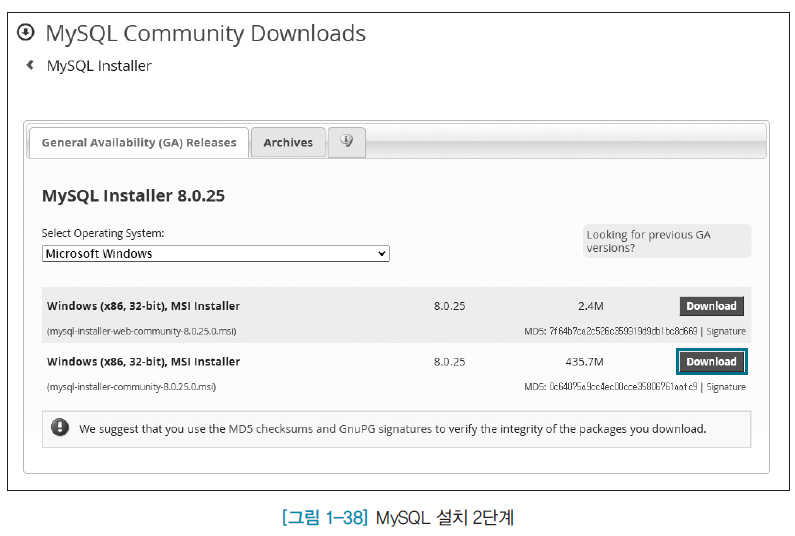 MySQL Community Downloads
MySQL Installer
General Availability (GA) Releases Archives
MySQL Installer 8.0.25
Select Operating System:
Microsoft Windows
Looking for previous GA
versions?
Windows (x86, 32-bit), MSI Installer 8.0.25 2.4M Download
(mysql-installer-web-community-8.0.25.0.msi) MD5: | Signature
Windows (x86, 32-bit), MSI Installer 8.0.25 435.7M Download
(mysql-installer-community-8.0.25.0.msi) MD5: | Signature
We suggest that you use the MD5 checksums and GnuPG signatures to verify the integrity of the packages you download.
[그림 1-38] MySQL 설치 2단계